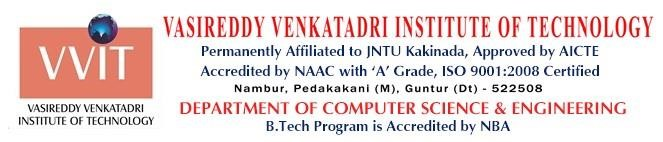 VVIT
VASIREDDY VENKATADRI
INSTITUTE OF TECHNOLOGY
VASIREDDY VENKATADRI INSTITUTE OF TECHNOLOGY
Permanently Affiliated to JNTU Kakinada, Approved by AICTE
Accredited by NAAC with ‘A’ Grade, ISO 9001:2008 Certified
Nambur, Pedakakani (M), Guntur (Dt) - 522508
DEPARTMENT OF COMPUTER SCIENCE & ENGINEERING
B.Tech Program is Accredited by NBA